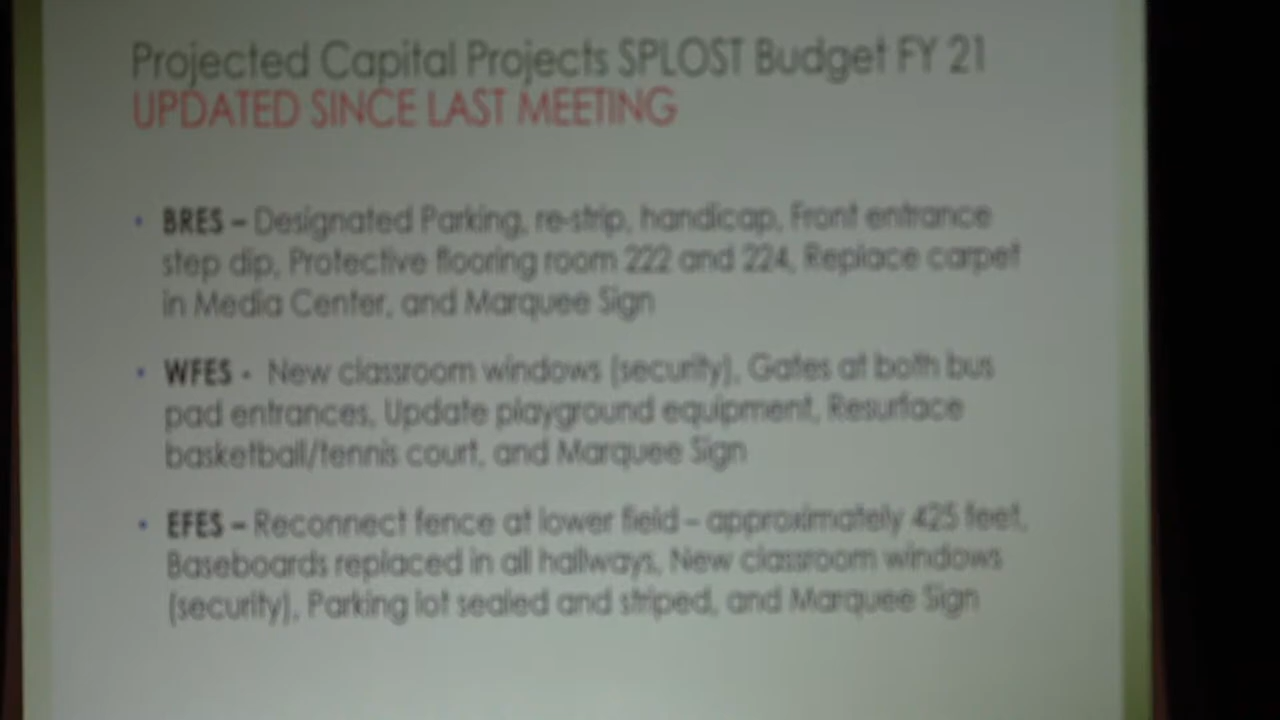 Projected Capital Projects SPLOST Budget FY 21
UPDATED SINCE LAST MEETING
• BRES – Designated Parking, re-strip, handicap, Front entrance
step dip, Protective flooring room 222 and 224, Replace carpet
in Media Center, and Marquee Sign
• WFES - New classroom windows (security), Gates at both bus
pad entrances, Update playground equipment, Resurface
basketball/tennis court, and Marquee Sign
• EFES – Reconnect fence at lower field – approximately 425 feet,
Baseboards replaced in all hallways, New classroom windows
(security), Parking lot sealed and striped, and Marquee Sign